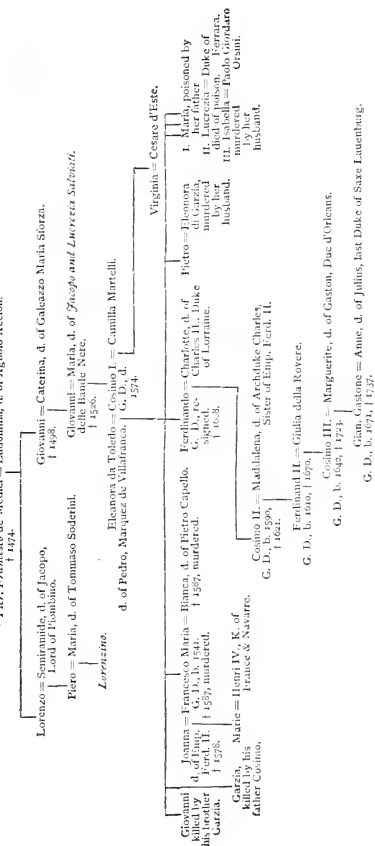 1474.
Lorenzo = Semiramide, d. of Jacopo,
Lord of Piombino.
Giovanni = Caterina, d. of Galeazzo Maria Sforza.
† 1498.
Piero = Maria, d. of Tommaso Soderini.
Giovanni = Maria, d. of Jacopo and Lucrezia Salviati.
delle Bande Nere.
† 1526.
Lorenzino.
Eleanora da Toledo = Cosimo I. = Camilla Martelli.
d. of Pedro, Marquez de Villafranca. | G. D., d.
1574.
Virginia = Cesare d'Este.
Giovanni
killed by
his brother
Garzia.
Garzia,
killed by his
father Cosimo.
Joanna = Francesco Maria = Bianca, d. of Pietro Capello.
d. of Emp. G. D., b. 1541. † 1587, murdered.
Ferd. II. † 1587, murdered.
† 1578.
Marie = Henri IV., K. of
France & Navarre.
Ferdinando = Charlotte, d. of
G. D., re- Charles II., Duke
signed. of Lorraine.
† 1608.
Pietro = Eleonora
di Garzia,
murdered
by her
husband.
I. Maria, poisoned by
her father
II. Lucrezia = Duke of
died of poison. Ferrara.
III. Isabella = Paolo Giordaro
murdered Orsini.
by her
husband.
Cosimo II. = Maddalena, d. of Archduke Charles,
G. D., b. 1590, Sister of Emp. Ferd. II.
† 1621.
Ferdinand II. = Giulia della Rovere.
G. D., b. 1610, † 1670.
Cosimo III. = Marguerite, d. of Gaston, Duc d'Orleans.
G. D., b. 1642, † 1723.
Gian. Gastone = Anne, d. of Julius, last Duke of Saxe Lauenburg.
G. D., b. 1671, † 1737.